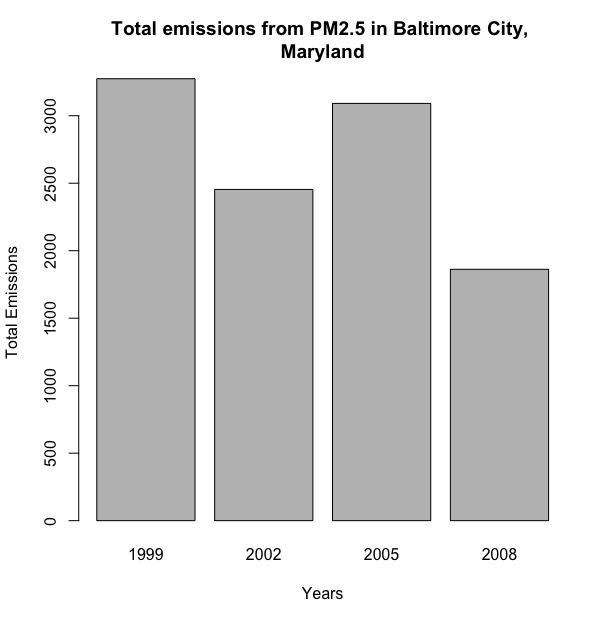 Total emissions from PM2.5 in Baltimore City,
Maryland
Total Emissions
3000
2500
2000
1500
1000
500
0
1999 2002 2005 2008
Years